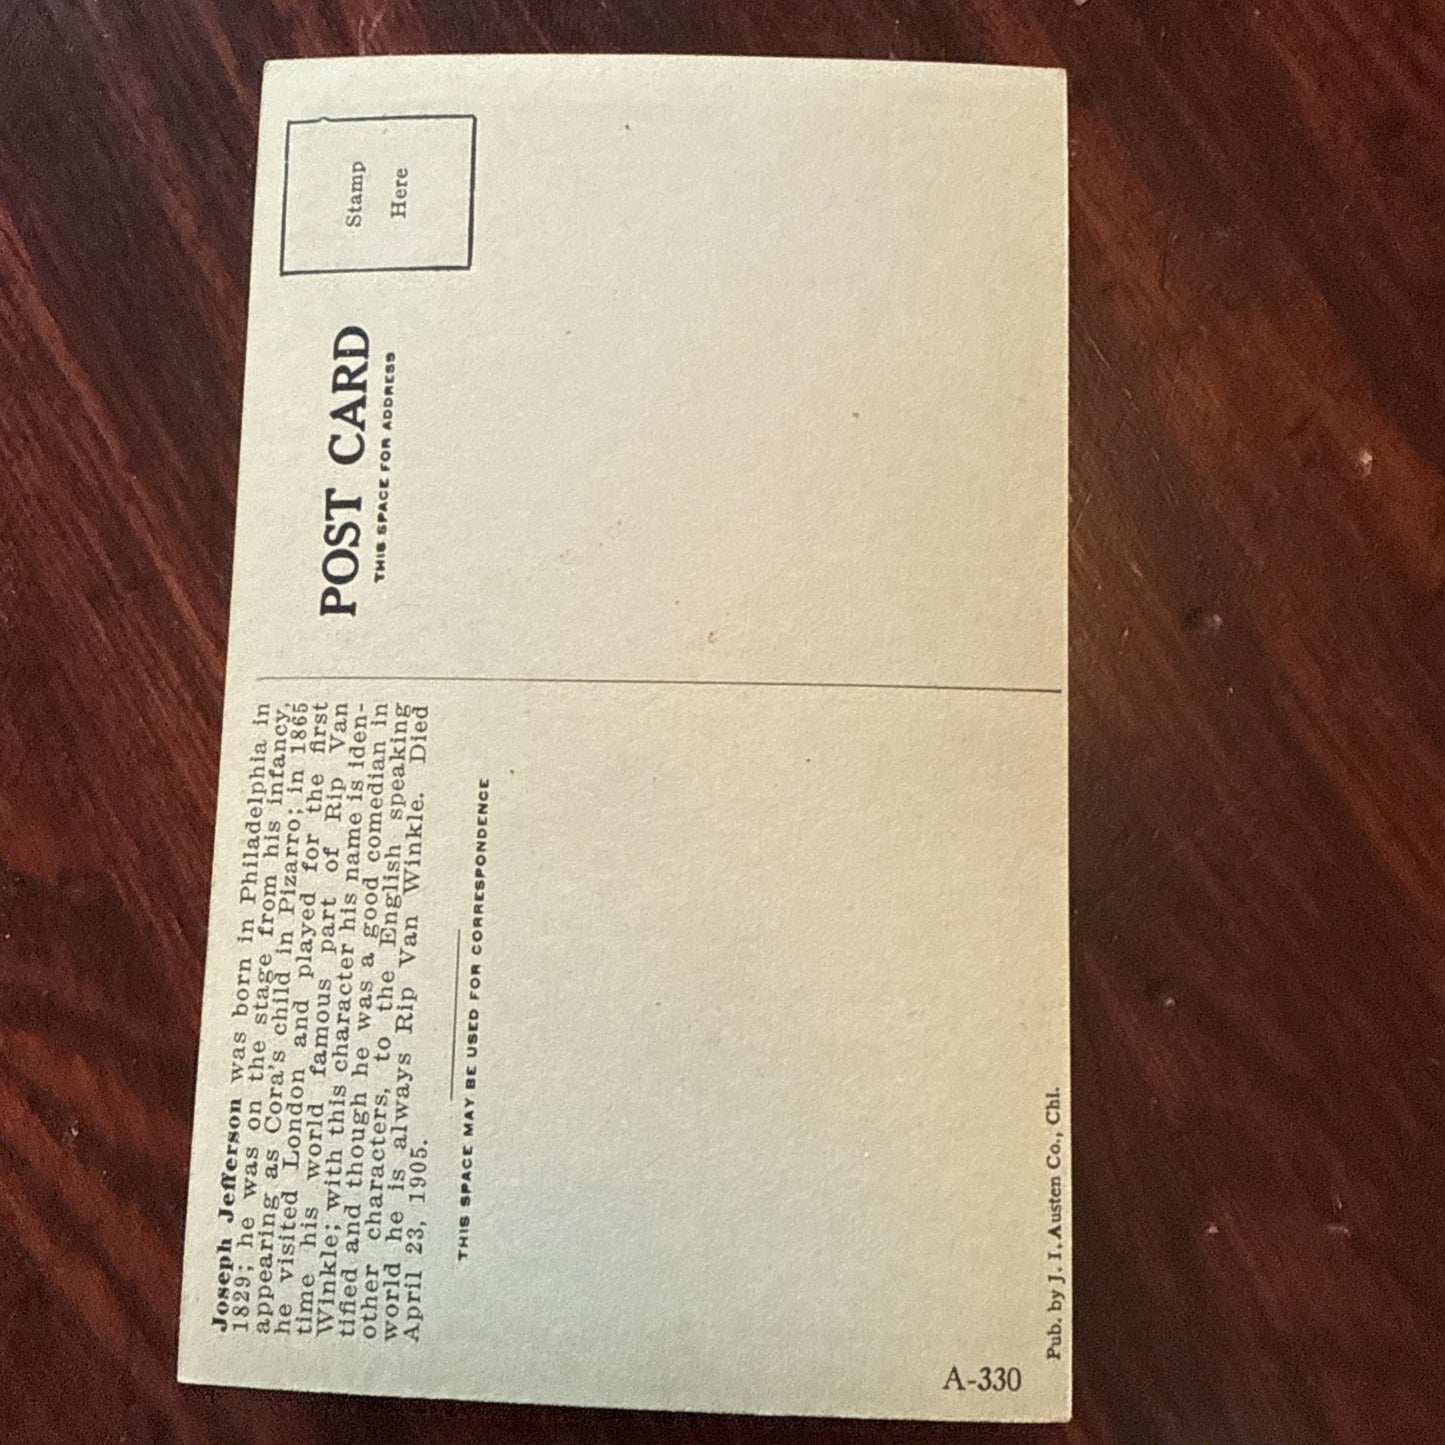 Joseph Jefferson was born in Philadelphia in
1829; he was on the stage from his infancy,
appearing as Cora's child in Pizarro; in 1865
he visited London and played for the first
time his world famous part of Rip Van
Winkle; with this character his name is iden-
tified and though he was a good comedian in
other characters, to the English speaking
world he is always Rip Van Winkle. Died
April 23, 1905.
THIS SPACE MAY BE USED FOR CORRESPONDENCE
A-330
Pub. by J. I. Austen Co., Chi.
POST CARD
THIS SPACE FOR ADDRESS
Stamp
Here